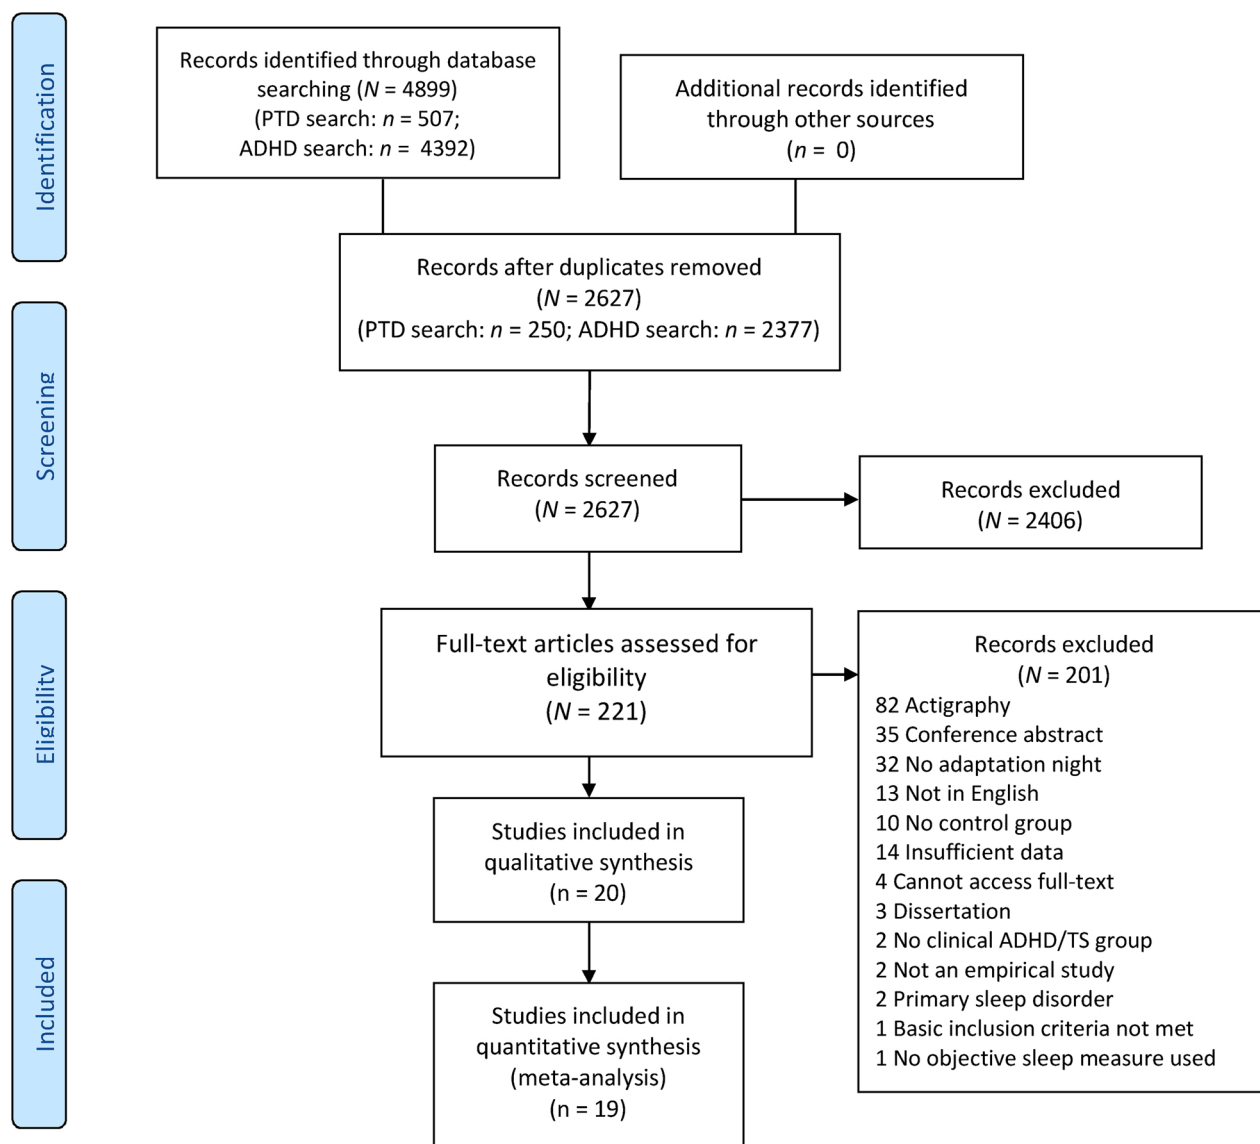 Identification
Records identified through database
searching (N = 4899)
(PTD search: n = 507;
ADHD search: n = 4392)
Additional records identified
through other sources
(n = 0)
Records after duplicates removed
(N = 2627)
(PTD search: n = 250; ADHD search: n = 2377)
Screening
Records screened
(N = 2627)
Records excluded
(N = 2406)
Eligibility
Full-text articles assessed for
eligibility
(N = 221)
Records excluded
(N = 201)
82 Actigraphy
35 Conference abstract
32 No adaptation night
13 Not in English
10 No control group
14 Insufficient data
4 Cannot access full-text
3 Dissertation
2 No clinical ADHD/TS group
2 Not an empirical study
2 Primary sleep disorder
1 Basic inclusion criteria not met
1 No objective sleep measure used
Studies included in
qualitative synthesis
(n = 20)
Included
Studies included in
quantitative synthesis
(meta-analysis)
(n = 19)